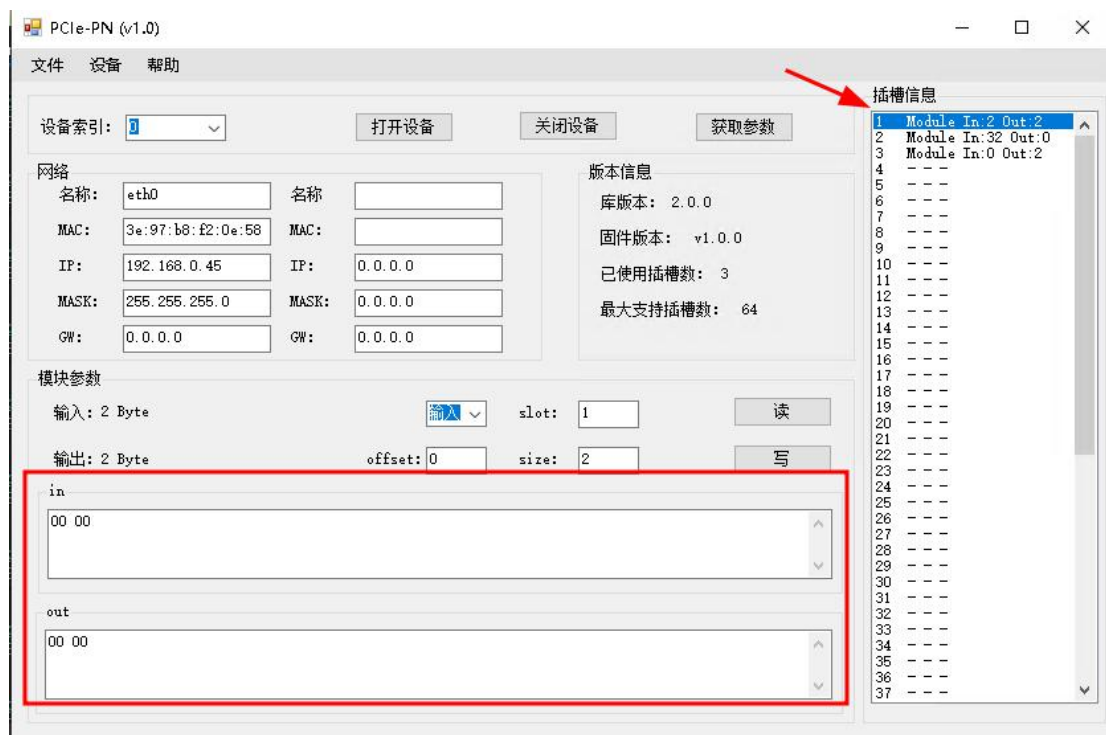 PCIe-PN (v1.0)
文件 设备 帮助
设备索引： 0 打开设备 关闭设备 获取参数
网络
名称： eth0 名称
MAC: 3e:97:b8:f2:0e:58 MAC:
IP: 192.168.0.45 IP: 0.0.0.0
MASK: 255.255.255.0 MASK: 0.0.0.0
GW: 0.0.0.0 GW: 0.0.0.0
版本信息
库版本： 2.0.0
固件版本： v1.0.0
已使用插槽数： 3
最大支持插槽数： 64
模块参数
输入：2 Byte 输入 slot: 1 读
输出：2 Byte offset: 0 size: 2 写
in
00 00
out
00 00
插槽信息
1 Module In:2 Out:2
2 Module In:32 Out:0
3 Module In:0 Out:2
4 - - -
5 - - -
6 - - -
7 - - -
8 - - -
9 - - -
10 - - -
11 - - -
12 - - -
13 - - -
14 - - -
15 - - -
16 - - -
17 - - -
18 - - -
19 - - -
20 - - -
21 - - -
22 - - -
23 - - -
24 - - -
25 - - -
26 - - -
27 - - -
28 - - -
29 - - -
30 - - -
31 - - -
32 - - -
33 - - -
34 - - -
35 - - -
36 - - -
37 - - -